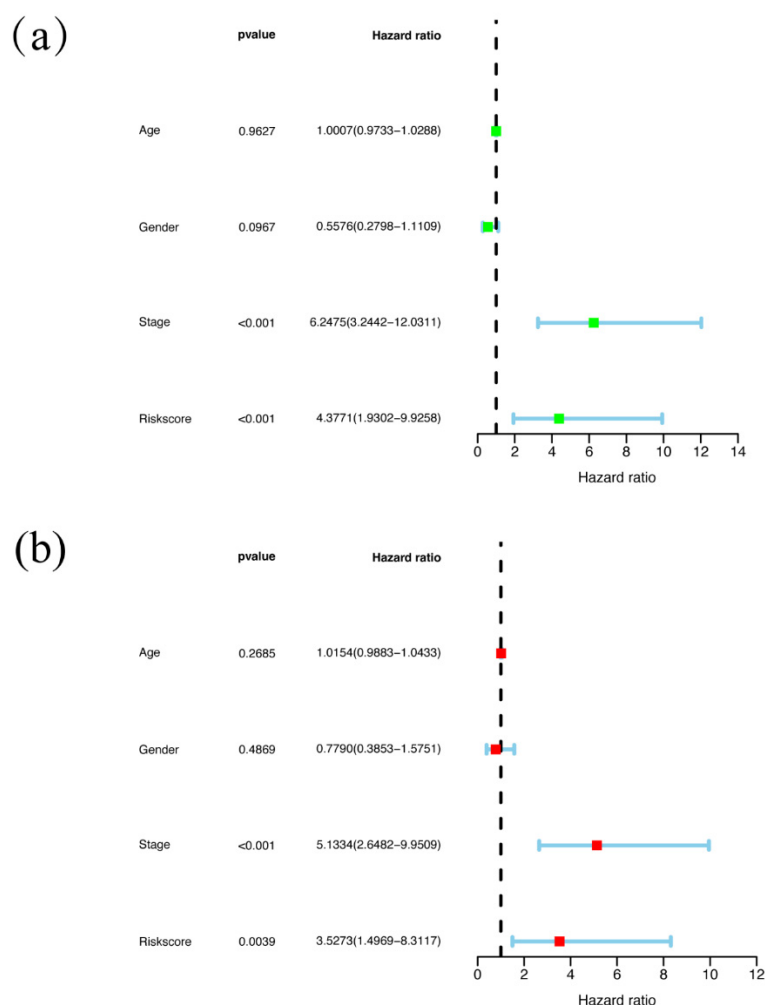 (a)
pvalue Hazard ratio
Age 0.9627 1.0007(0.9733−1.0288)
Gender 0.0967 0.5576(0.2798−1.1109)
Stage <0.001 6.2475(3.2442−12.0311)
Riskscore <0.001 4.3771(1.9302−9.9258)
0 2 4 6 8 10 12 14
Hazard ratio
(b)
pvalue Hazard ratio
Age 0.2685 1.0154(0.9883−1.0433)
Gender 0.4869 0.7790(0.3853−1.5751)
Stage <0.001 5.1334(2.6482−9.9509)
Riskscore 0.0039 3.5273(1.4969−8.3117)
0 2 4 6 8 10 12
Hazard ratio